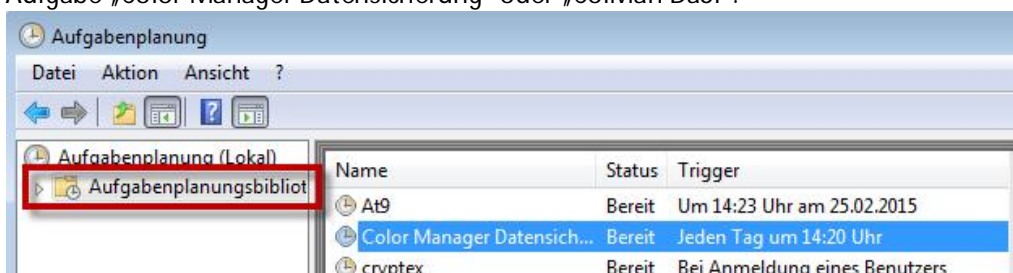 Aufgabe „Color Manager Datensicherung“ oder „ColMan DaSi“.
Aufgabenplanung
Datei Aktion Ansicht ?
Aufgabenplanung (Lokal)
Aufgabenplanungsbibliot
Name Status Trigger
At9 Bereit Um 14:23 Uhr am 25.02.2015
Color Manager Datensich... Bereit Jeden Tag um 14:20 Uhr
cryptex Bereit Bei Anmeldung eines Benutzers